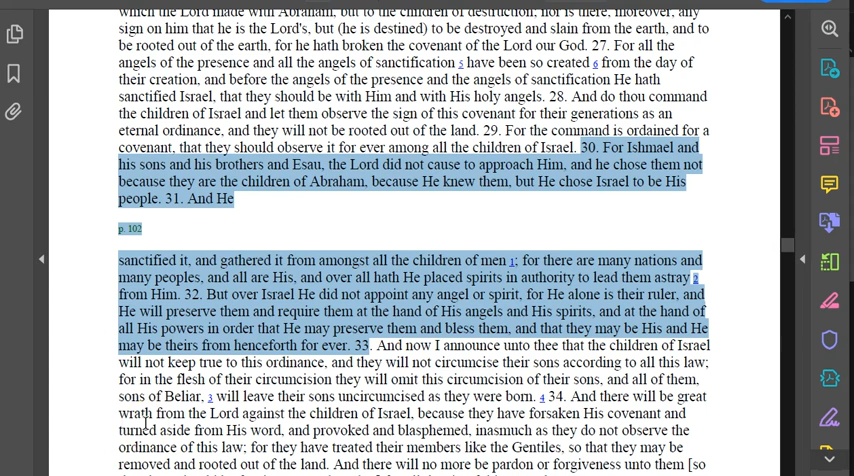 which the Lord made with Abraham, but to the children of destruction; nor is there, moreover, any
sign on him that he is the Lord's, but (he is destined) to be destroyed and slain from the earth, and to
be rooted out of the earth, for he hath broken the covenant of the Lord our God. 27. For all the
angels of the presence and all the angels of sanctification 5 have been so created 6 from the day of
their creation, and before the angels of the presence and the angels of sanctification He hath
sanctified Israel, that they should be with Him and with His holy angels. 28. And do thou command
the children of Israel and let them observe the sign of this covenant for their generations as an
eternal ordinance, and they will not be rooted out of the land. 29. For the command is ordained for a
covenant, that they should observe it for ever among all the children of Israel. 30. For Ishmael and
his sons and his brothers and Esau, the Lord did not cause to approach Him, and he chose them not
because they are the children of Abraham, because He knew them, but He chose Israel to be His
people. 31. And He
p. 102
sanctified it, and gathered it from amongst all the children of men 1; for there are many nations and
many peoples, and all are His, and over all hath He placed spirits in authority to lead them astray 2
from Him. 32. But over Israel He did not appoint any angel or spirit, for He alone is their ruler, and
He will preserve them and require them at the hand of His angels and His spirits, and at the hand of
all His powers in order that He may preserve them and bless them, and that they may be His and He
may be theirs from henceforth for ever. 33. And now I announce unto thee that the children of Israel
will not keep true to this ordinance, and they will not circumcise their sons according to all this law;
for in the flesh of their circumcision they will omit this circumcision of their sons, and all of them,
sons of Beliar, 3 will leave their sons uncircumcised as they were born. 4 34. And there will be great
wrath from the Lord against the children of Israel, because they have forsaken His covenant and
turned aside from His word, and provoked and blasphemed, inasmuch as they do not observe the
ordinance of this law; for they have treated their members like the Gentiles, so that they may be
removed and rooted out of the land. And there will no more be pardon or forgiveness unto them [so